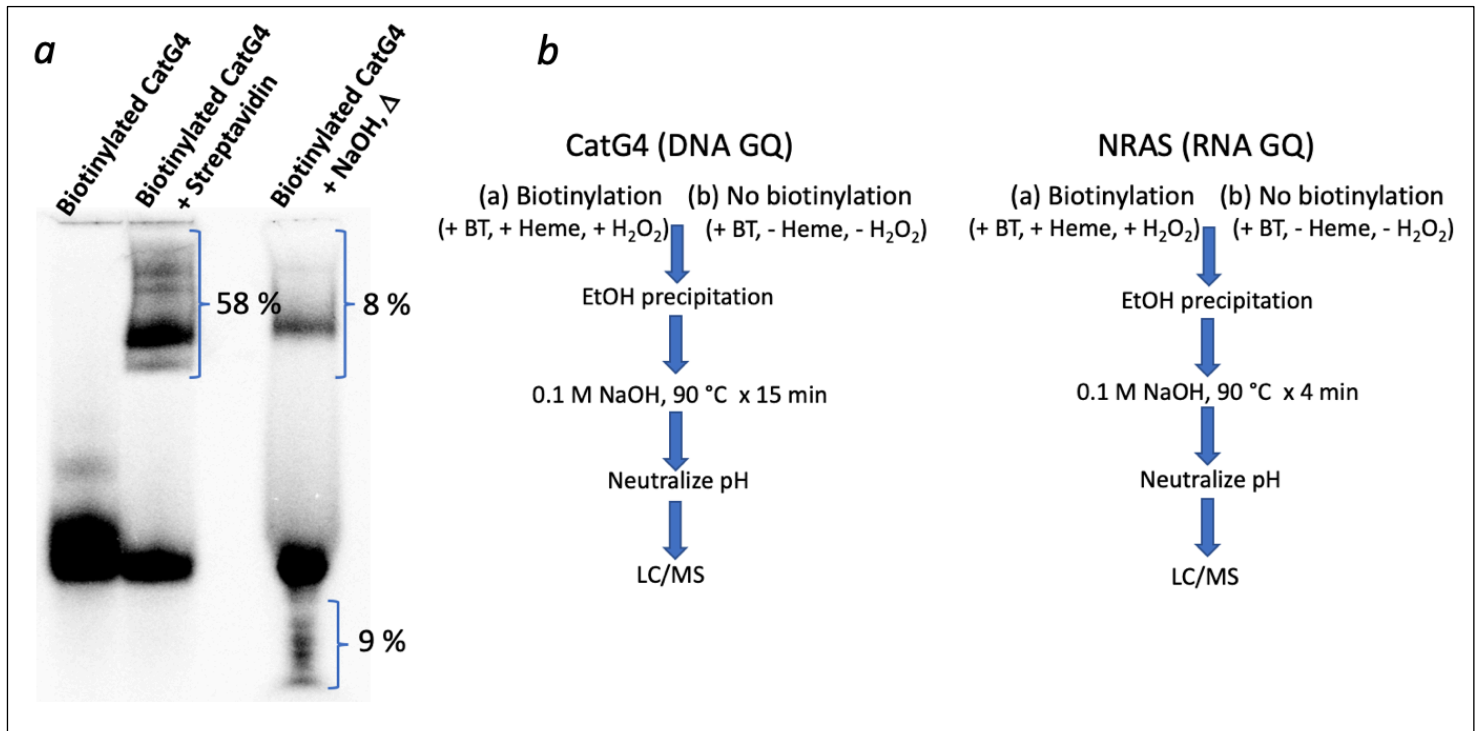 a
Biotinylated CatG4
Biotinylated CatG4
+ Streptavidin
Biotinylated CatG4
+ NaOH, Δ
58 %
8 %
9 %
b
CatG4 (DNA GQ)
(a) Biotinylation (b) No biotinylation
(+ BT, + Heme, + H₂O₂) (+ BT, - Heme, - H₂O₂)
EtOH precipitation
0.1 M NaOH, 90 °C x 15 min
Neutralize pH
LC/MS
NRAS (RNA GQ)
(a) Biotinylation (b) No biotinylation
(+ BT, + Heme, + H₂O₂) (+ BT, - Heme, - H₂O₂)
EtOH precipitation
0.1 M NaOH, 90 °C x 4 min
Neutralize pH
LC/MS